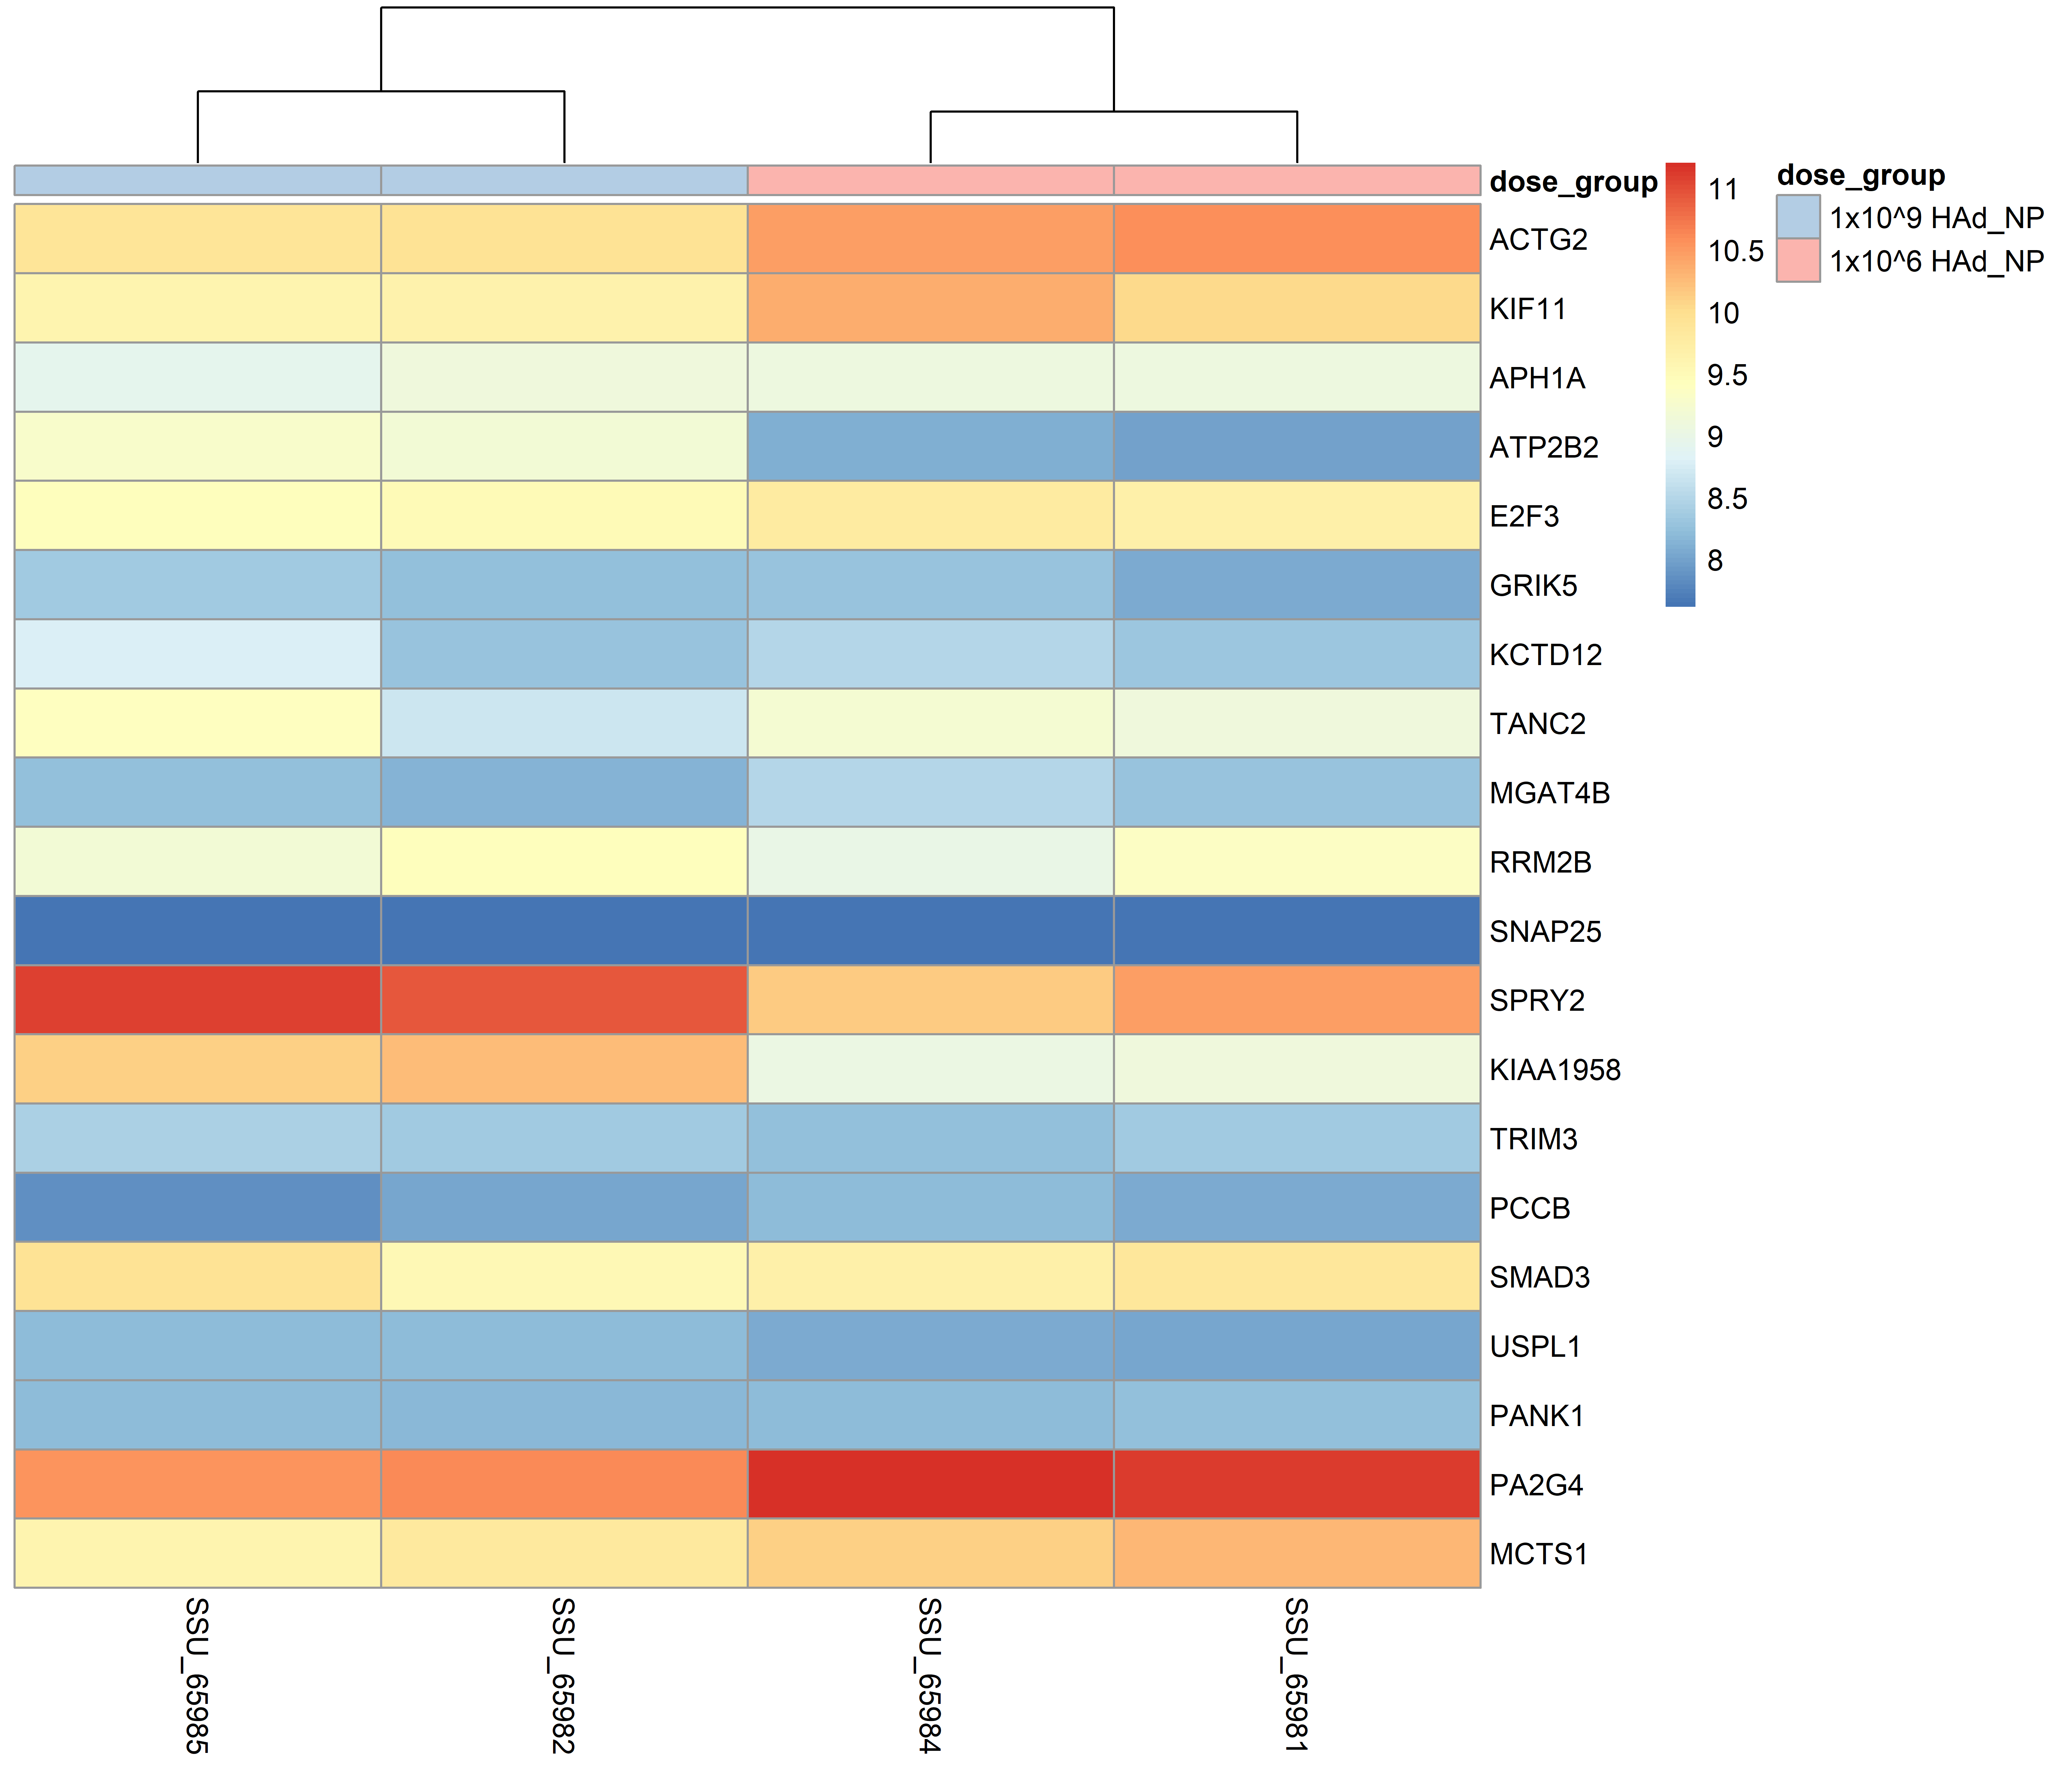 dose_group
ACTG2
KIF11
APH1A
ATP2B2
E2F3
GRIK5
KCTD12
TANC2
MGAT4B
RRM2B
SNAP25
SPRY2
KIAA1958
TRIM3
PCCB
SMAD3
USPL1
PANK1
PA2G4
MCTS1
11
10.5
10
9.5
9
8.5
8
dose_group
1x10^9 HAd_NP
1x10^6 HAd_NP
SSU_65985
SSU_65982
SSU_65984
SSU_65981